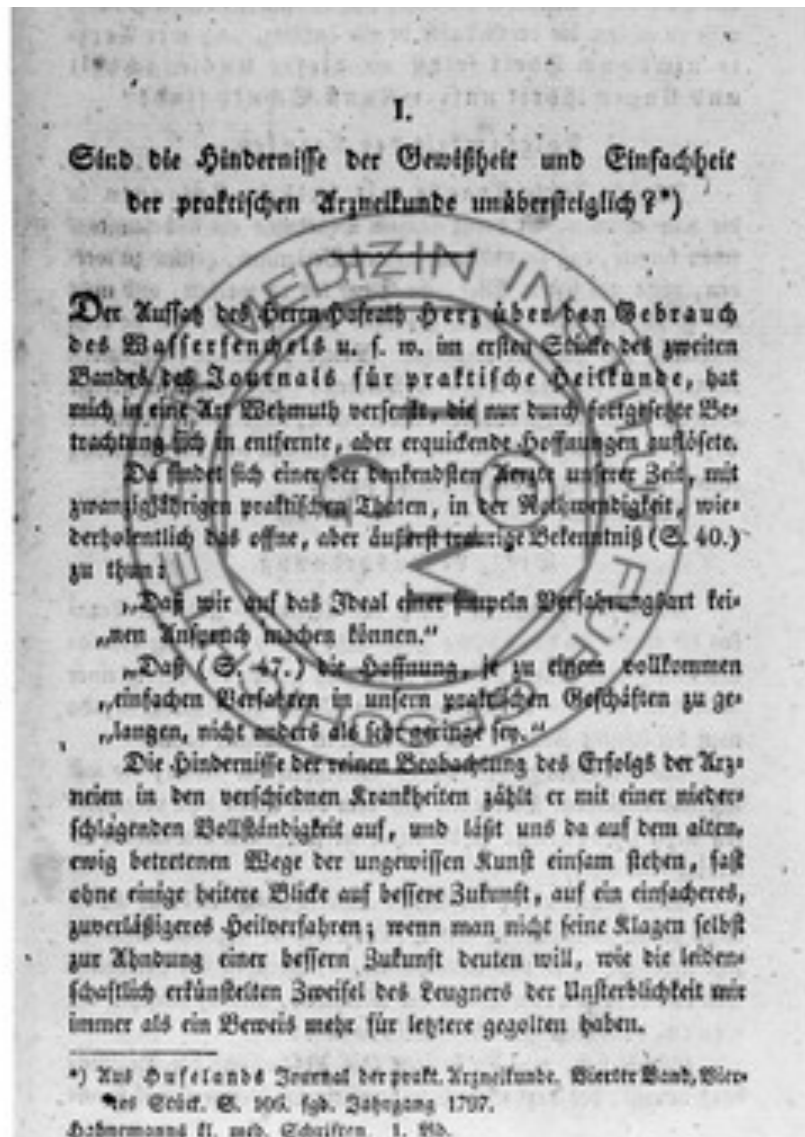 I.
Sind die Hindernisse der Gewißheit und Einfachheit
der praktischen Arzneikunde unübersteiglich?*)
Der Aufsatz des Herrn Hofrath Herz über den Gebrauch
des Wasserfenchels u. s. w. im ersten Stücke des zweiten
Bandes des Journals für praktische Heilkunde, hat
mich in eine Art Wehmuth versenkt, die nur durch fortgesetzte Be-
trachtung sich in entfernte, aber erquickende Hoffnungen auflösete.
Da findet sich einer der denkendsten Aerzte unserer Zeit, mit
zwanzigjährigen praktischen Thaten, in der Nothwendigkeit, wie-
derholentlich das offne, aber äußerst traurige Bekenntniß (S. 40.)
zu thun:
„Daß wir auf das Ideal einer simpeln Verfahrungsart kei-
„nen Anspruch machen können.“
„Daß (S. 47.) die Hoffnung, je zu einem vollkommen
„einfachen Verfahren in unsern praktischen Geschäften zu ge-
„langen, nicht anders als sehr geringe sey.“
Die Hindernisse der reinen Beobachtung des Erfolgs der Arz-
neien in den verschiednen Krankheiten zählt er mit einer nieder-
schlagenden Vollständigkeit auf, und läßt uns da auf dem alten,
ewig betretenen Wege der ungewissen Kunst einsam stehen, fast
ohne einige heitere Blicke auf bessere Zukunft, auf ein einfacheres,
zuverläßigeres Heilverfahren; wenn man nicht seine Klagen selbst
zur Ahndung einer bessern Zukunft deuten will, wie die leiden-
schaftlich erkünstelten Zweifel des Leugners der Unsterblichkeit mir
immer als ein Beweis mehr für letztere gegolten haben.
*) Aus Hufelands Journal der prakt. Arzneikunde. Vierter Band, Vier-
tes Stück. S. 106. fgb. Jahrgang 1797.
Hahnemanns kl. med. Schriften. 1. Bd.
MEDIZIN INSTITUT FÜR